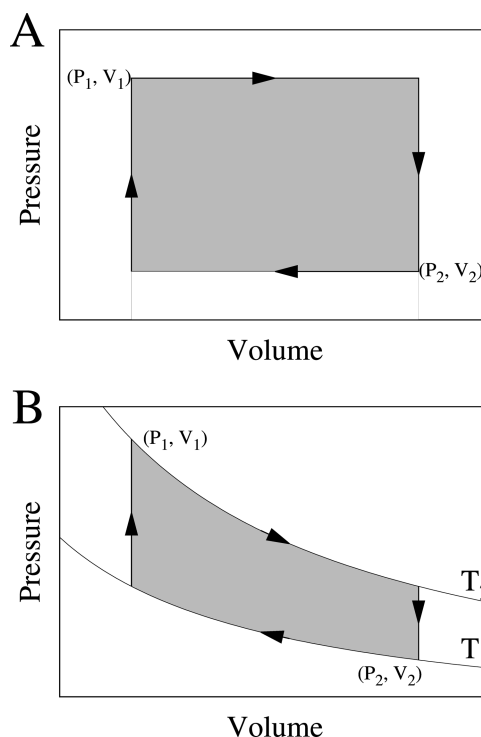 A
(P1, V1)
Pressure
(P2, V2)
Volume
B
(P1, V1)
Pressure
T
T
(P2, V2)
Volume